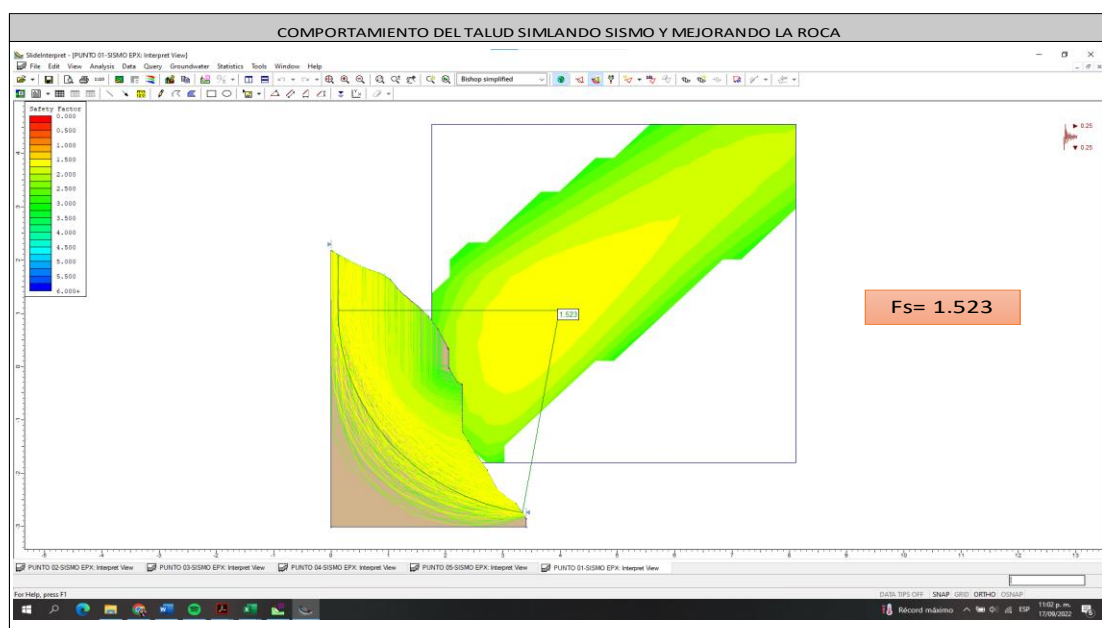 COMPORTAMIENTO DEL TALUD SIMLANDO SISMO Y MEJORANDO LA ROCA
SlideInterpret - [PUNTO 01-SISMO EPX: Interpret View]
File Edit View Analysis Data Query Groundwater Statistics Tools Window Help
Bishop simplified
Safety Factor
0.000
0.500
1.000
1.500
2.000
2.500
3.000
3.500
4.000
4.500
5.000
5.500
6.000+
0.25
0.25
1.523
Fs= 1.523
PUNTO 02-SISMO EPX: Interpret View PUNTO 03-SISMO EPX: Interpret View PUNTO 04-SISMO EPX: Interpret View PUNTO 05-SISMO EPX: Interpret View PUNTO 01-SISMO EPX: Interpret View
For Help, press F1
DATA TIPS OFF SNAP GRID ORTHO OSNAP
Récord máximo
ESP
11:02 p. m.
17/09/2022